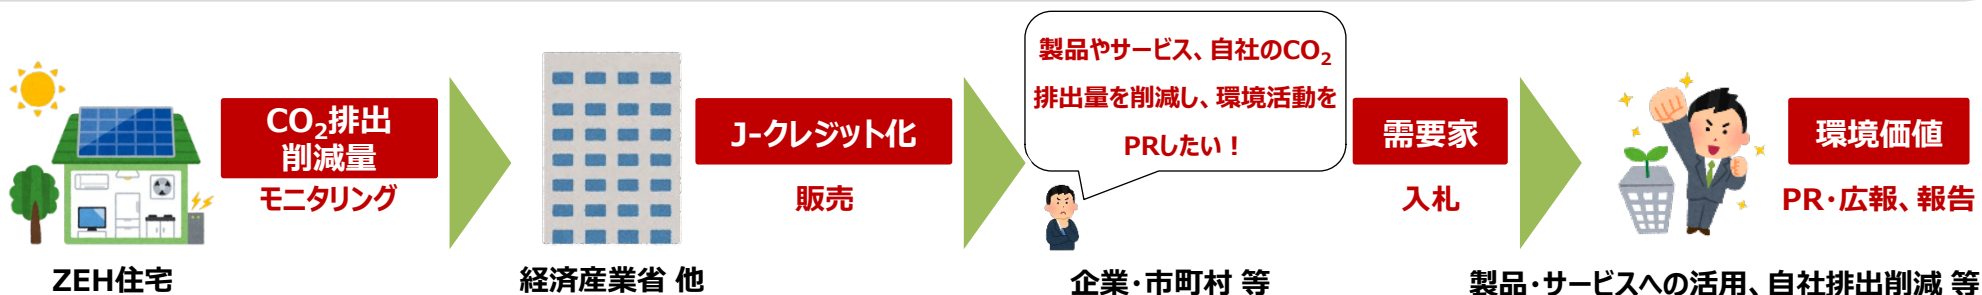 CO₂排出
削減量
モニタリング
ZEH住宅
J-クレジット化
販売
経済産業省 他
製品やサービス、自社のCO₂
排出量を削減し、環境活動を
PRしたい！
需要家
入札
企業・市町村 等
環境価値
PR・広報、報告
製品・サービスへの活用、自社排出削減 等